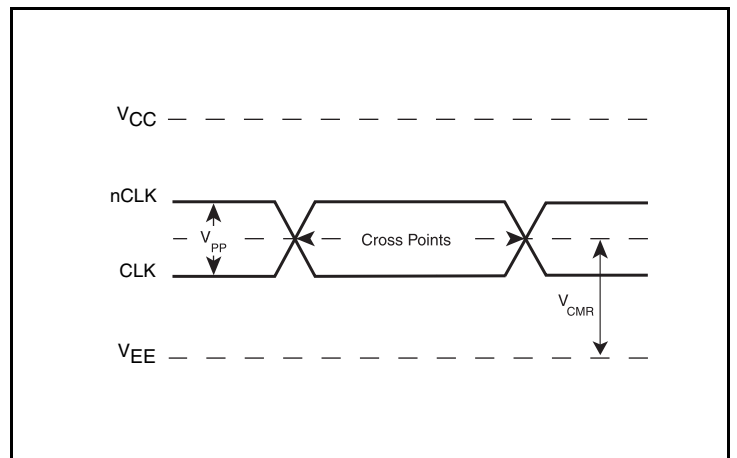 VCC
nCLK
VPP
Cross Points
CLK
VCMR
VEE